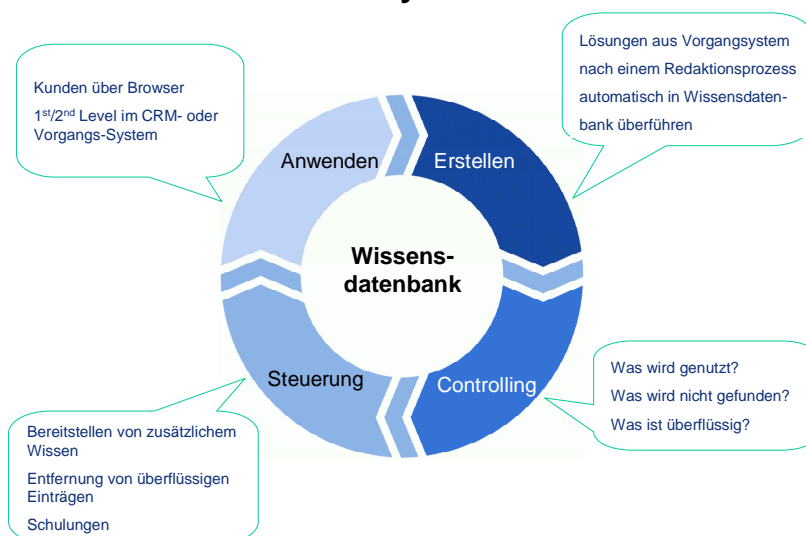 Kunden über Browser
1st/2nd Level im CRM- oder
Vorgangs-System
Lösungen aus Vorgangsystem
nach einem Redaktionsprozess
automatisch in Wissensdaten-
bank überführen
Anwenden
Erstellen
Wissens-
datenbank
Steuerung
Controlling
Was wird genutzt?
Was wird nicht gefunden?
Was ist überflüssig?
Bereitstellen von zusätzlichem
Wissen
Entfernung von überflüssigen
Einträgen
Schulungen